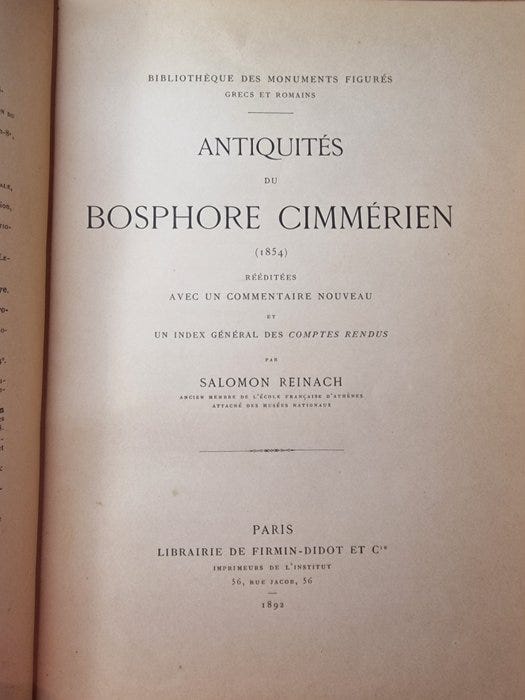 BIBLIOTHÈQUE DES MONUMENTS FIGURÉS
GRECS ET ROMAINS
ANTIQUITÉS
DU
BOSPHORE CIMMÉRIEN
(1854)
RÉÉDITÉES
AVEC UN COMMENTAIRE NOUVEAU
ET
UN INDEX GÉNÉRAL DES COMPTES RENDUS
PAR
SALOMON REINACH
ANCIEN MEMBRE DE L'ÉCOLE FRANÇAISE D'ATHÈNES
ATTACHÉ DES MUSÉES NATIONAUX
PARIS
LIBRAIRIE DE FIRMIN-DIDOT ET Cie
IMPRIMEURS DE L'INSTITUT
56, RUE JACOB, 56
1892